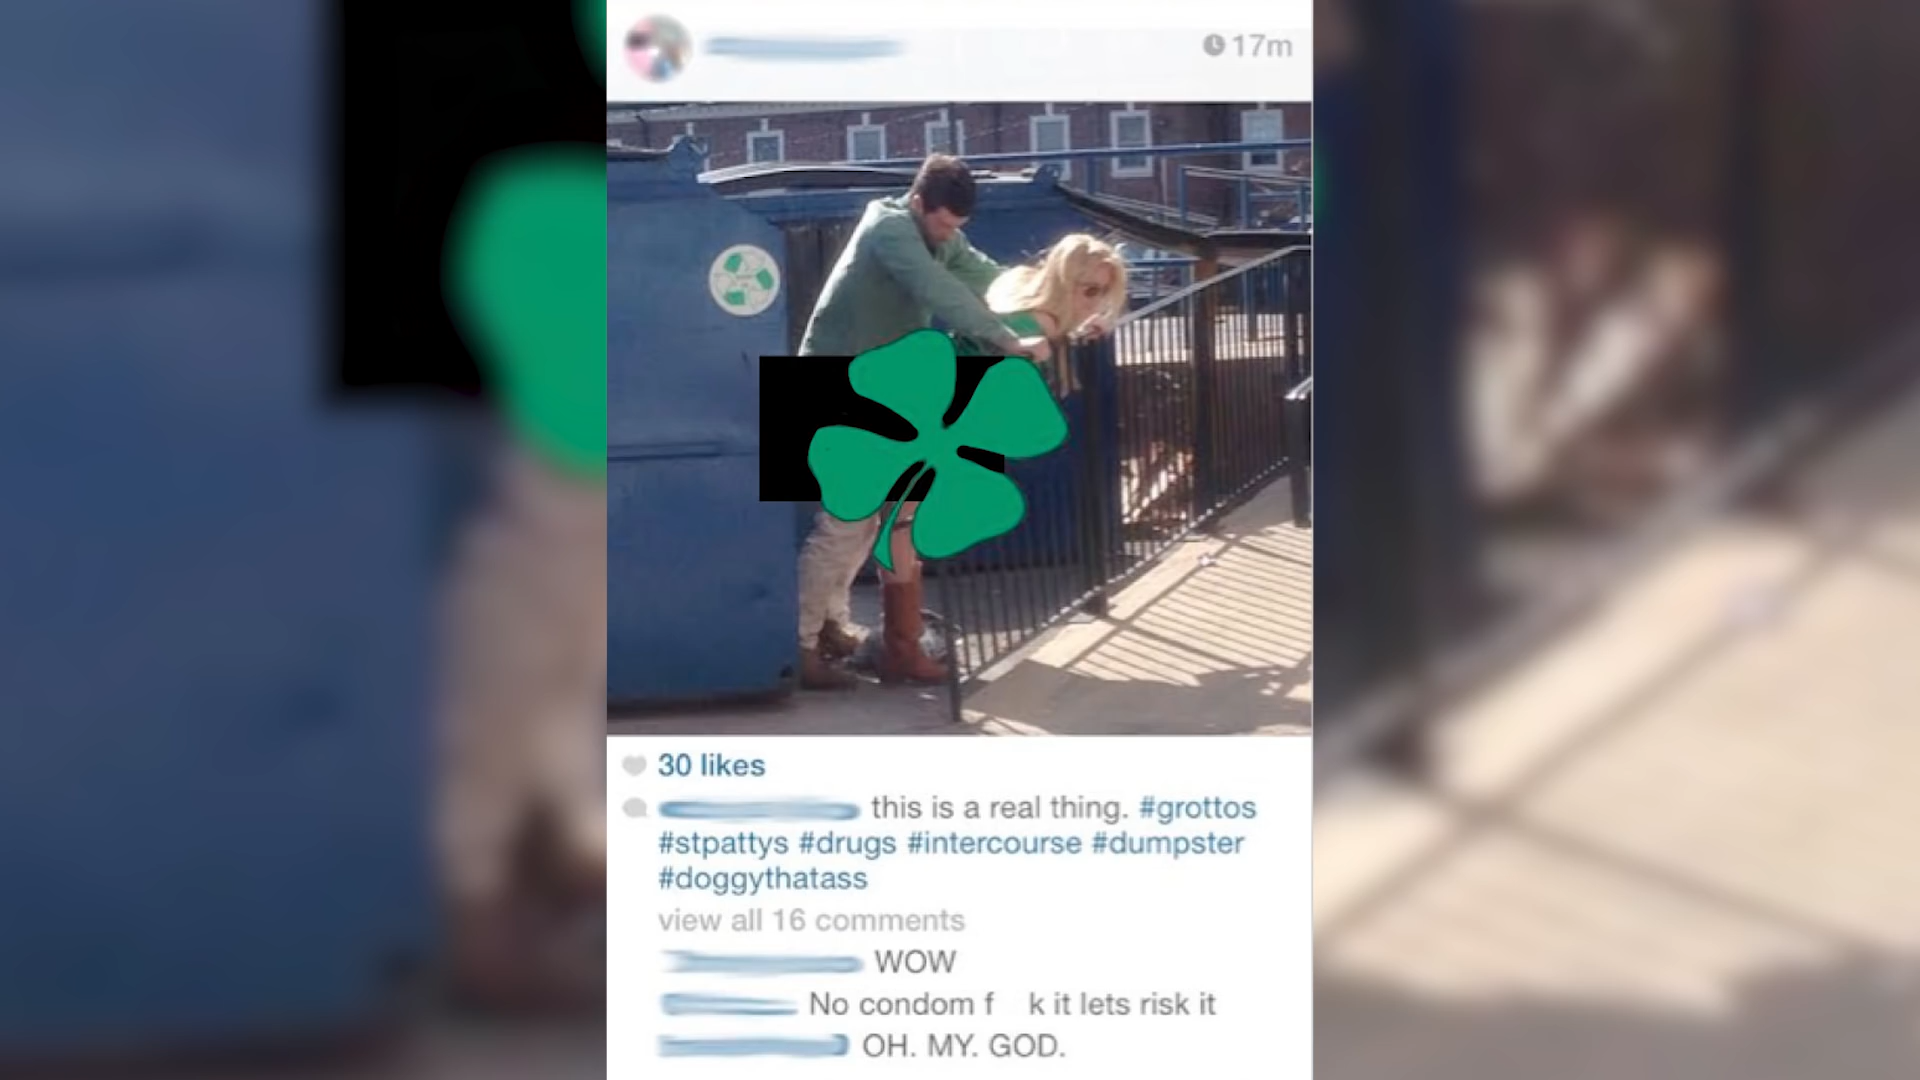 17m
30 likes
this is a real thing. #grottos
#stpattys #drugs #intercourse #dumpster
#doggythatass
view all 16 comments
WOW
No condom f k it lets risk it
OH. MY. GOD.